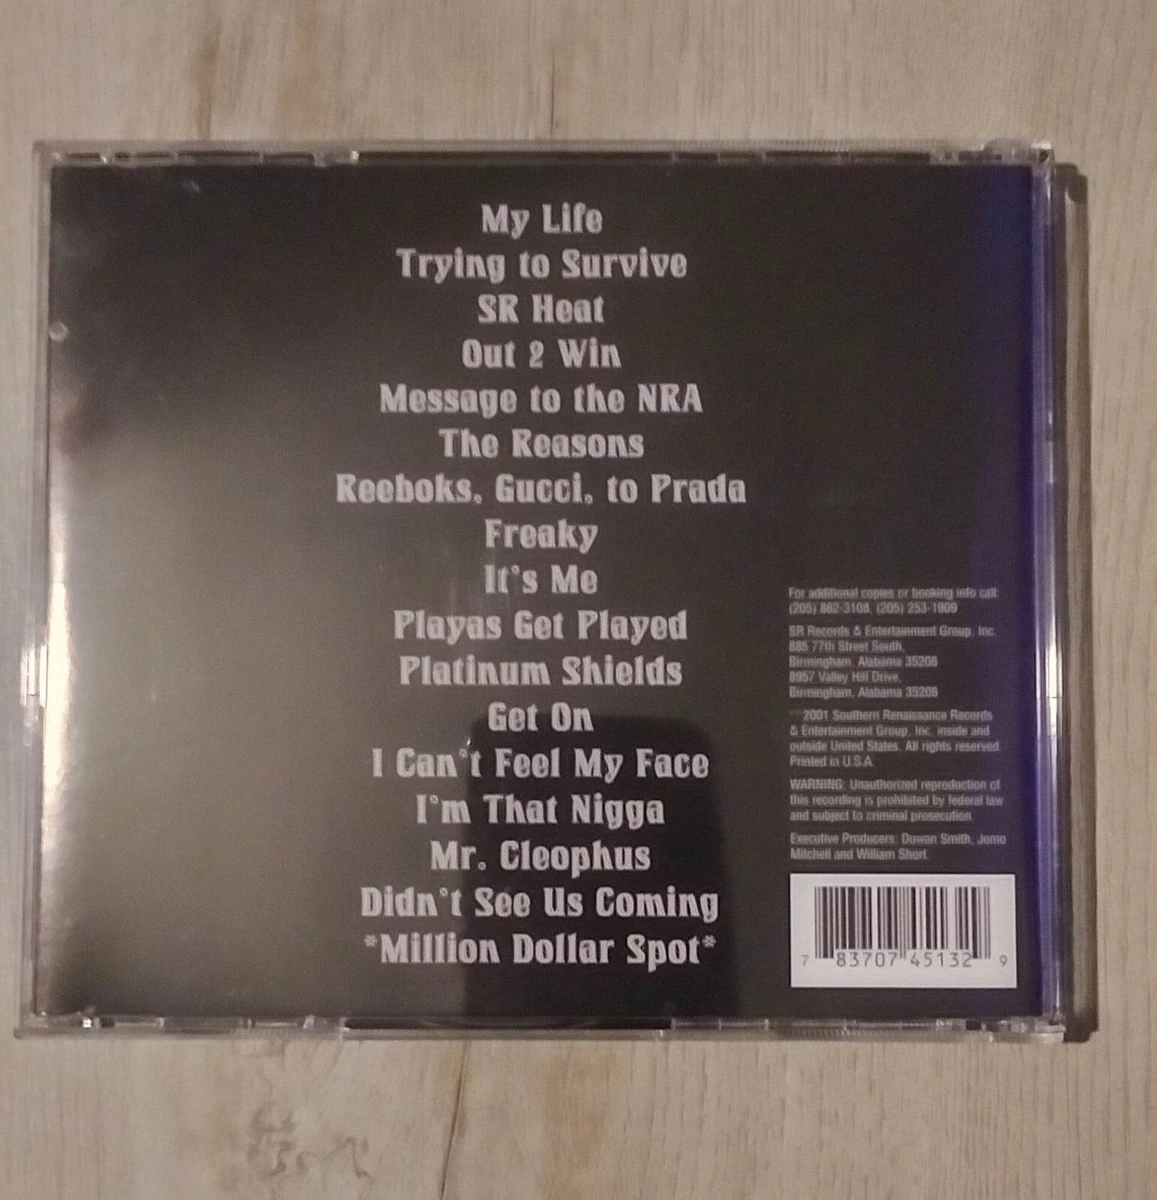 My Life
Trying to Survive
SR Heat
Out 2 Win
Message to the NRA
The Reasons
Reeboks, Gucci, to Prada
Freaky
It's Me
Playas Get Played
Platinum Shields
Get On
I Can't Feel My Face
I'm That Nigga
Mr. Cleophus
Didn't See Us Coming
*Million Dollar Spot*
For additional copies or booking info call:
(205) 862-3108, (205) 253-1909
SR Records & Entertainment Group, Inc.
885 77th Street South,
Birmingham, Alabama 35206
8957 Valley Hill Drive,
Birmingham, Alabama 35206
2001 Southern Renaissance Records
& Entertainment Group, Inc. inside and
outside United States. All rights reserved.
Printed in U.S.A.
WARNING: Unauthorized reproduction of
this recording is prohibited by federal law
and subject to criminal prosecution.
Executive Producers: Duwan Smith, Jomo
Mitchell and William Short.
7 83707 45132 9